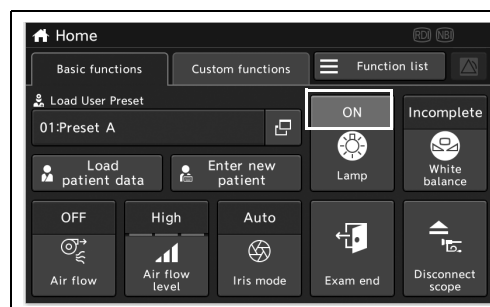 Home
RDI NBI
Basic functions
Custom functions
Function list
Load User Preset
01:Preset A
ON
Lamp
Incomplete
White
balance
Load
patient data
Enter new
patient
OFF
Air flow
High
Air flow
level
Auto
Iris mode
Exam end
Disconnect
scope